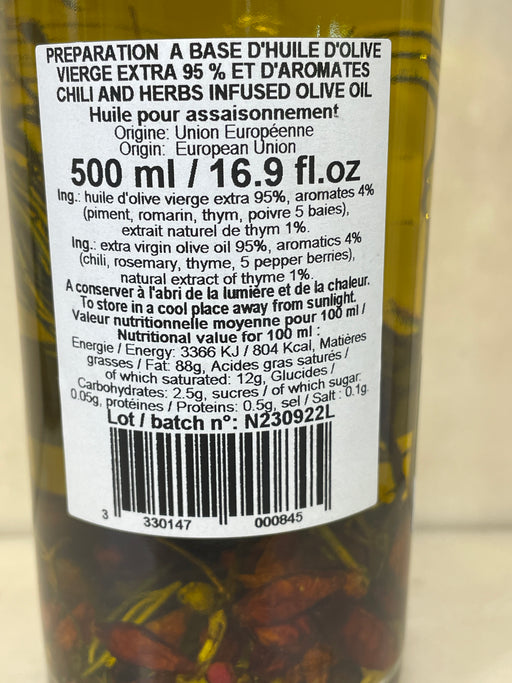 PREPARATION A BASE D'HUILE D'OLIVE
VIERGE EXTRA 95 % ET D'AROMATES
CHILI AND HERBS INFUSED OLIVE OIL
Huile pour assaisonnement
Origine: Union Européenne
Origin: European Union
500 ml / 16.9 fl.oz
Ing.: huile d'olive vierge extra 95%, aromates 4%
(piment, romarin, thym, poivre 5 baies),
extrait naturel de thym 1%.
Ing.: extra virgin olive oil 95%, aromatics 4%
(chili, rosemary, thyme, 5 pepper berries),
natural extract of thyme 1%.
A conserver à l'abri de la lumière et de la chaleur.
To store in a cool place away from sunlight.
Valeur nutritionnelle moyenne pour 100 ml /
Nutritional value for 100 ml :
Energie / Energy: 3366 KJ / 804 Kcal, Matières
grasses / Fat: 88g, Acides gras saturés /
of which saturated: 12g, Glucides /
Carbohydrates: 2.5g, sucres / of which sugar:
0.05g, protéines / Proteins: 0.5g, sel / Salt : 0.1g.
Lot / batch n°: N230922L
3 330147 000845